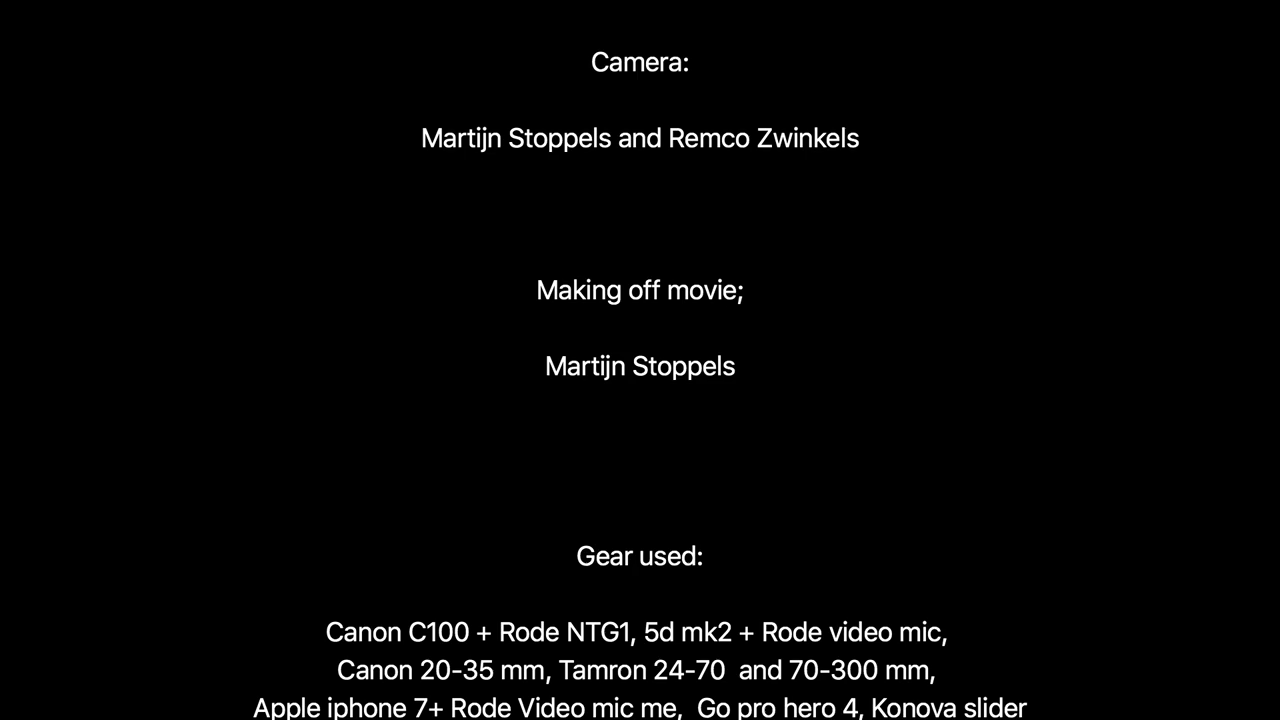 Camera:
Martijn Stoppels and Remco Zwinkels
Making off movie;
Martijn Stoppels
Gear used:
Canon C100 + Rode NTG1, 5d mk2 + Rode video mic,
Canon 20-35 mm, Tamron 24-70  and 70-300 mm,
Apple iphone 7+ Rode Video mic me,  Go pro hero 4, Konova slider